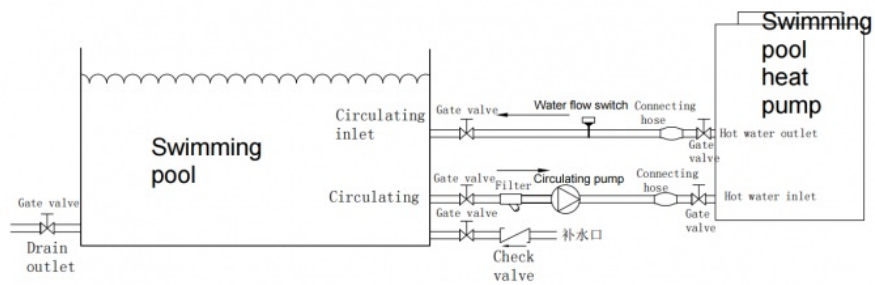 Swimming
pool
heat
pump
Circulating
inlet
Gate valve
Water flow switch
Connecting
hose
Gate
valve
Hot water outlet
Swimming
pool
Circulating
Gate valve
Filter
Circulating pump
Connecting
hose
Gate
valve
Hot water inlet
Gate valve
Drain
outlet
Gate valve
Check
valve
补水口